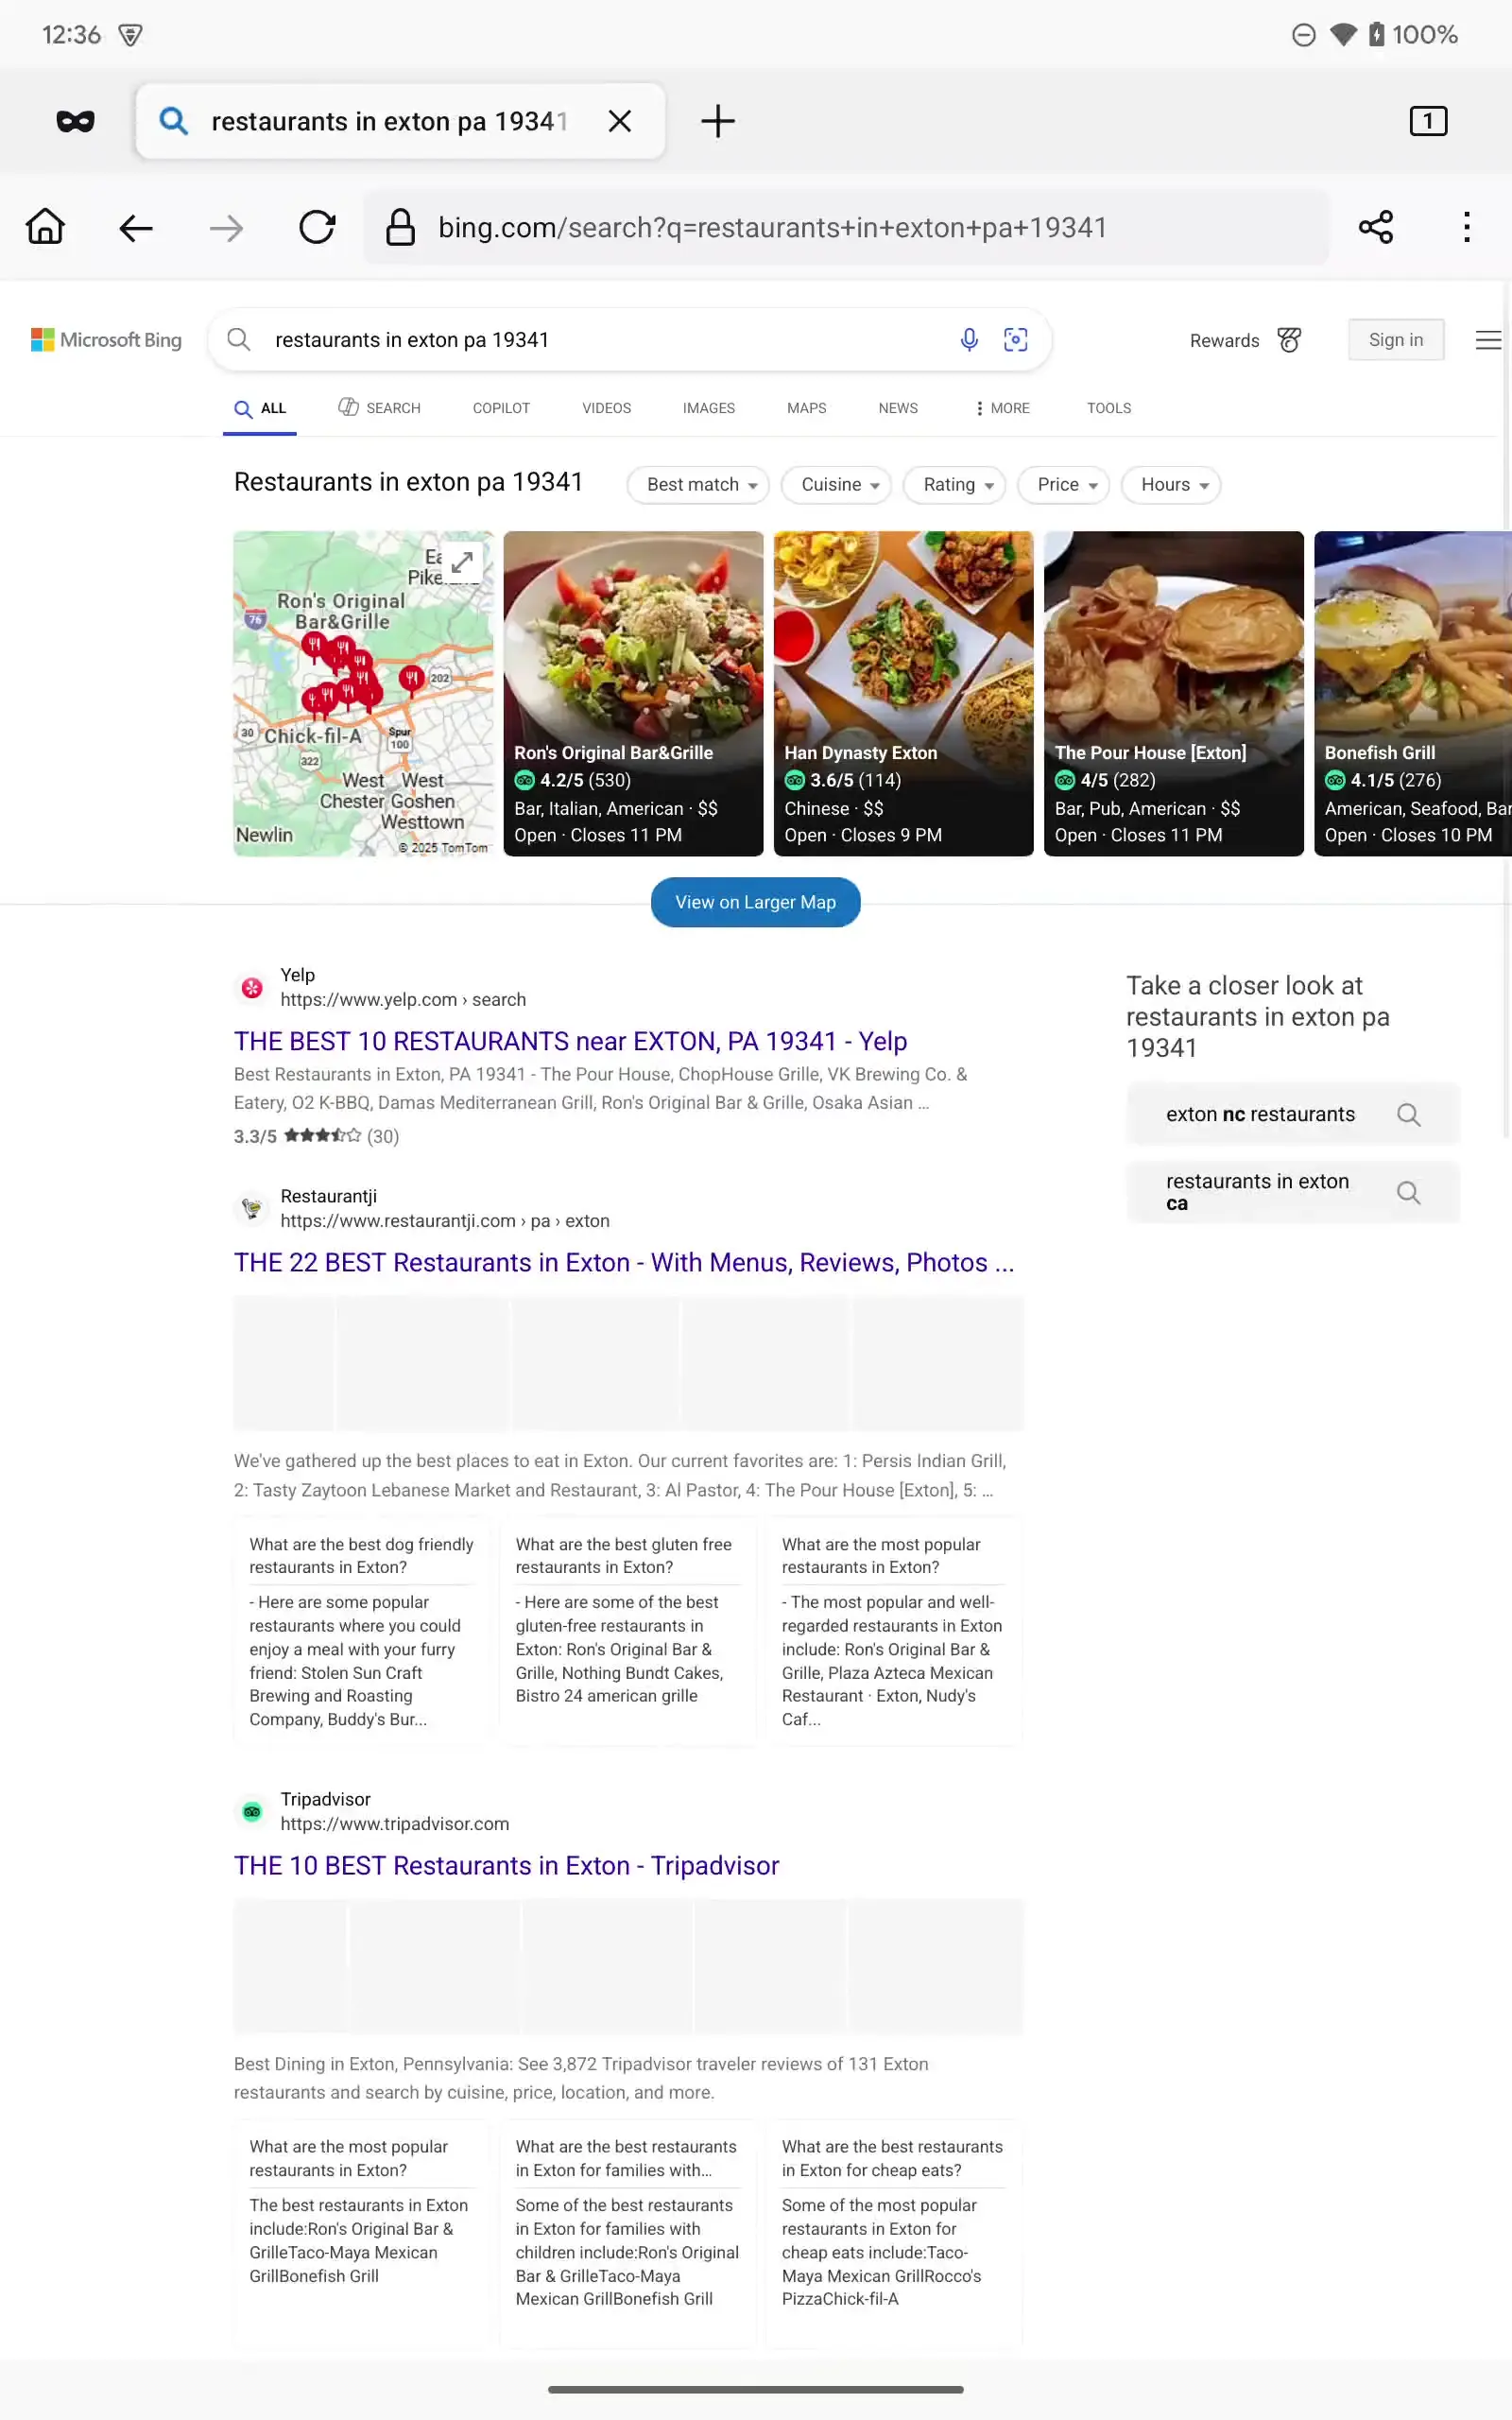 12:36
100%
restaurants in exton pa 19341
1
bing.com/search?q=restaurants+in+exton+pa+19341
Microsoft Bing
restaurants in exton pa 19341
Rewards
Sign in
ALL
SEARCH
COPILOT
VIDEOS
IMAGES
MAPS
NEWS
MORE
TOOLS
Restaurants in exton pa 19341
Best match
Cuisine
Rating
Price
Hours
Ron's Original
Bar&Grille
76
202
30
Chick-fil-A
Spur
100
322
West West
Chester Goshen
Westtown
Newlin
© 2025 TomTom
Ron's Original Bar&Grille
4.2/5 (530)
Bar, Italian, American · $$
Open · Closes 11 PM
Han Dynasty Exton
3.6/5 (114)
Chinese · $$
Open · Closes 9 PM
The Pour House [Exton]
4/5 (282)
Bar, Pub, American · $$
Open · Closes 11 PM
Bonefish Grill
4.1/5 (276)
American, Seafood, Bar
Open · Closes 10 PM
View on Larger Map
Yelp
https://www.yelp.com › search
THE BEST 10 RESTAURANTS near EXTON, PA 19341 - Yelp
Best Restaurants in Exton, PA 19341 - The Pour House, ChopHouse Grille, VK Brewing Co. &
Eatery, O2 K-BBQ, Damas Mediterranean Grill, Ron's Original Bar & Grille, Osaka Asian ...
3.3/5 (30)
Restaurantji
https://www.restaurantji.com › pa › exton
THE 22 BEST Restaurants in Exton - With Menus, Reviews, Photos ...
We've gathered up the best places to eat in Exton. Our current favorites are: 1: Persis Indian Grill,
2: Tasty Zaytoon Lebanese Market and Restaurant, 3: Al Pastor, 4: The Pour House [Exton], 5: ...
What are the best dog friendly
restaurants in Exton?
- Here are some popular
restaurants where you could
enjoy a meal with your furry
friend: Stolen Sun Craft
Brewing and Roasting
Company, Buddy's Bur...
What are the best gluten free
restaurants in Exton?
- Here are some of the best
gluten-free restaurants in
Exton: Ron's Original Bar &
Grille, Nothing Bundt Cakes,
Bistro 24 american grille
What are the most popular
restaurants in Exton?
- The most popular and well-
regarded restaurants in Exton
include: Ron's Original Bar &
Grille, Plaza Azteca Mexican
Restaurant · Exton, Nudy's
Caf...
Tripadvisor
https://www.tripadvisor.com
THE 10 BEST Restaurants in Exton - Tripadvisor
Best Dining in Exton, Pennsylvania: See 3,872 Tripadvisor traveler reviews of 131 Exton
restaurants and search by cuisine, price, location, and more.
What are the most popular
restaurants in Exton?
The best restaurants in Exton
include:Ron's Original Bar &
GrilleTaco-Maya Mexican
GrillBonefish Grill
What are the best restaurants
in Exton for families with...
Some of the best restaurants
in Exton for families with
children include:Ron's Original
Bar & GrilleTaco-Maya
Mexican GrillBonefish Grill
What are the best restaurants
in Exton for cheap eats?
Some of the most popular
restaurants in Exton for
cheap eats include:Taco-
Maya Mexican GrillRocco's
PizzaChick-fil-A
Take a closer look at
restaurants in exton pa
19341
exton nc restaurants
restaurants in exton
ca